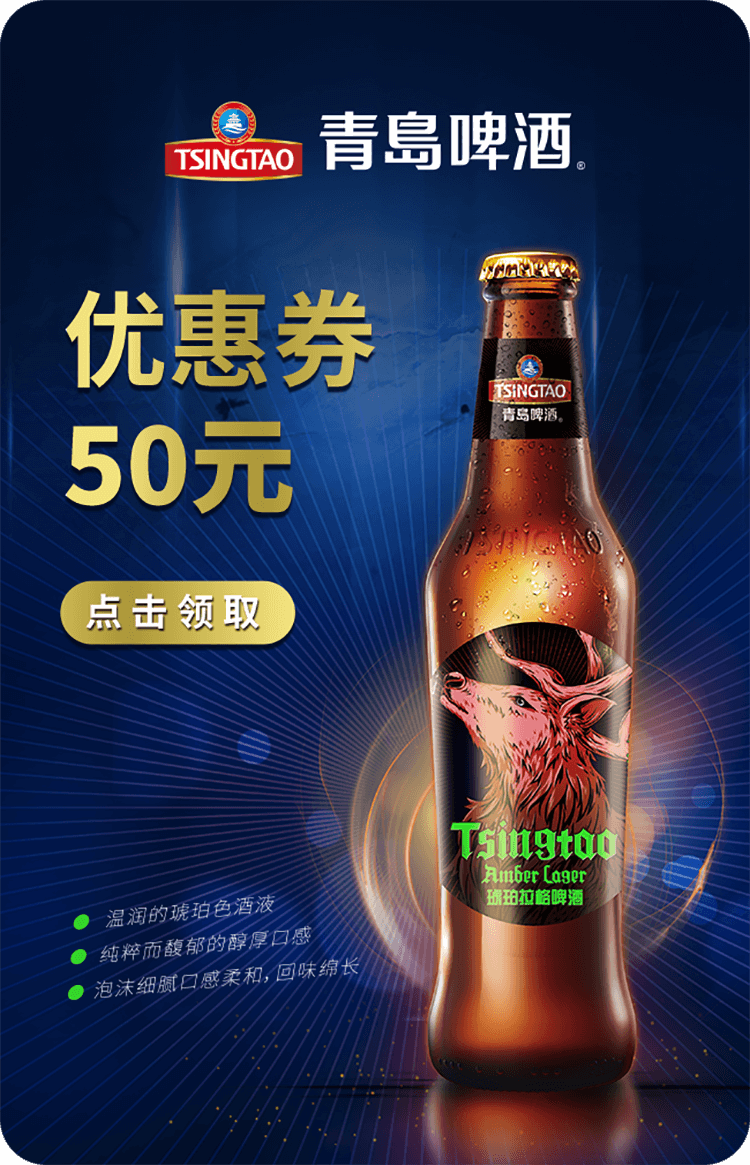 TSINGTAO 青島啤酒®
优惠券
50元
点击领取
TSINGTAO
青島啤酒®
TSINGTAO
Tsingtao
Amber Lager
琥珀拉格啤酒
温润的琥珀色酒液
纯粹而馥郁的醇厚口感
泡沫细腻口感柔和，回味绵长